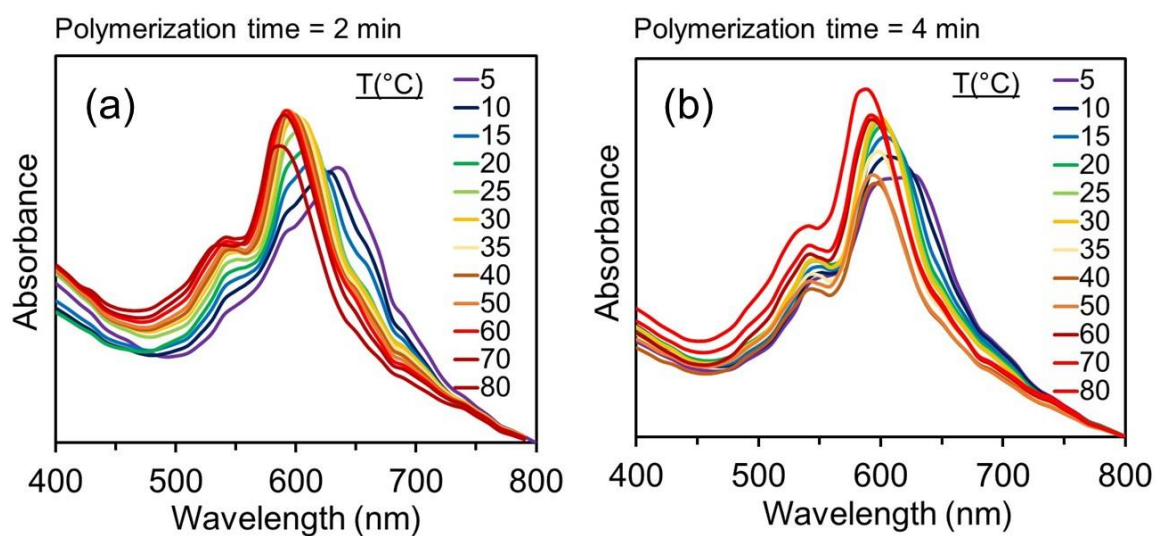 Polymerization time = 2 min
(a)
T(°C)
5
10
15
20
25
30
35
40
50
60
70
80
Absorbance
400 500 600 700 800
Wavelength (nm)
Polymerization time = 4 min
(b)
T(°C)
5
10
15
20
25
30
35
40
50
60
70
80
Absorbance
400 500 600 700 800
Wavelength (nm)